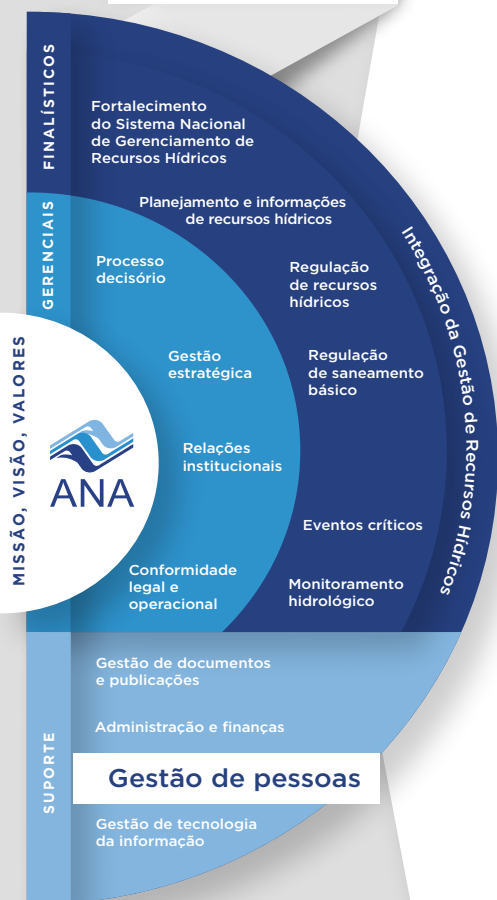 FINALÍSTICOS
Fortalecimento
do Sistema Nacional
de Gerenciamento de
Recursos Hídricos
Planejamento e informações
de recursos hídricos
Regulação
de recursos
hídricos
Regulação
de saneamento
básico
Eventos críticos
Monitoramento
hidrológico
Integração da Gestão de Recursos Hídricos
GERENCIAIS
Processo
decisório
Gestão
estratégica
Relações
institucionais
Conformidade
legal e
operacional
MISSÃO, VISÃO, VALORES
ANA
SUPORTE
Gestão de documentos
e publicações
Administração e finanças
Gestão de pessoas
Gestão de tecnologia
da informação